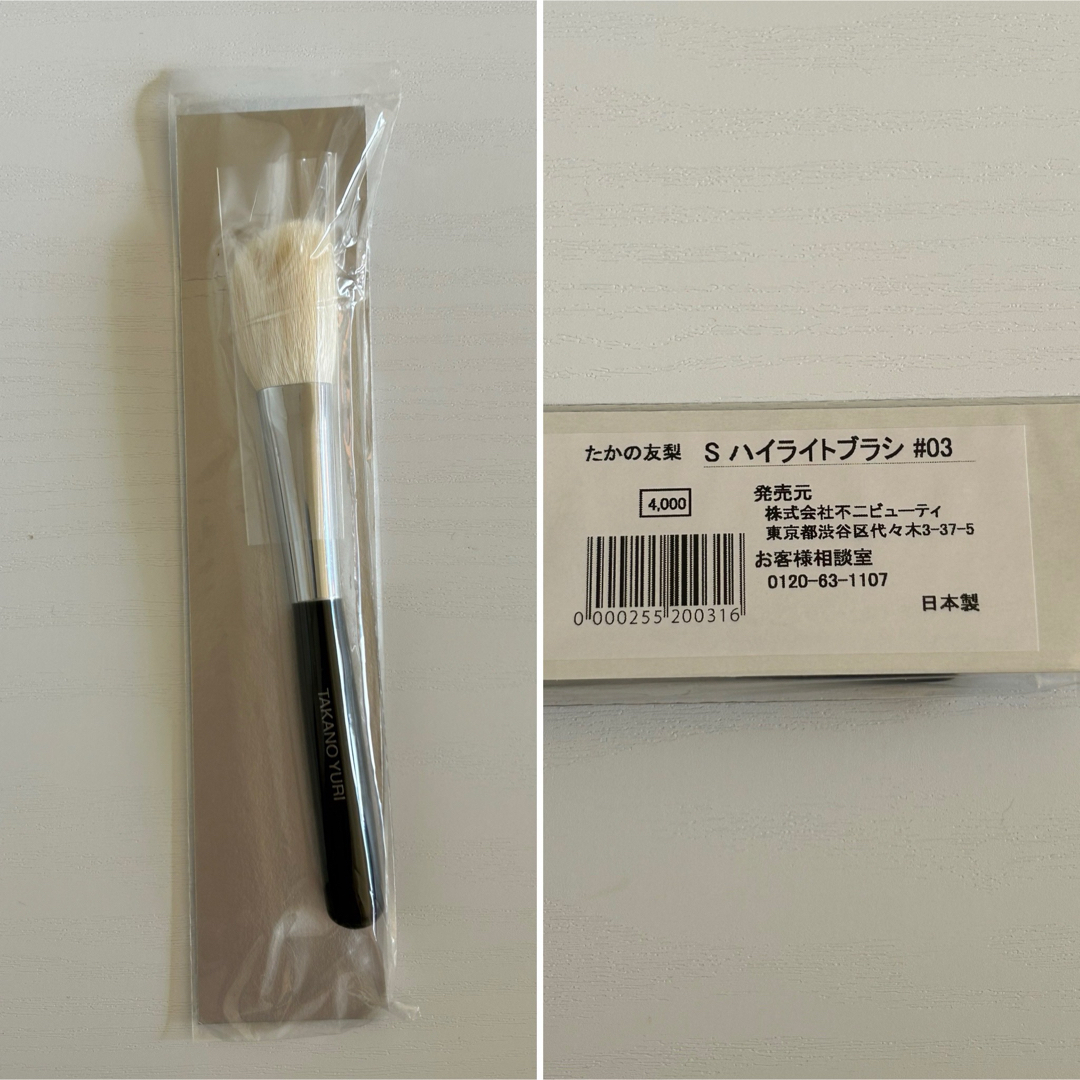 TAKANO YURI
たかの友梨 S ハイライトブラシ #03
4,000
発売元
株式会社不二ビューティ
東京都渋谷区代々木3-37-5
お客様相談室
0120-63-1107
日本製
0 000255 200316